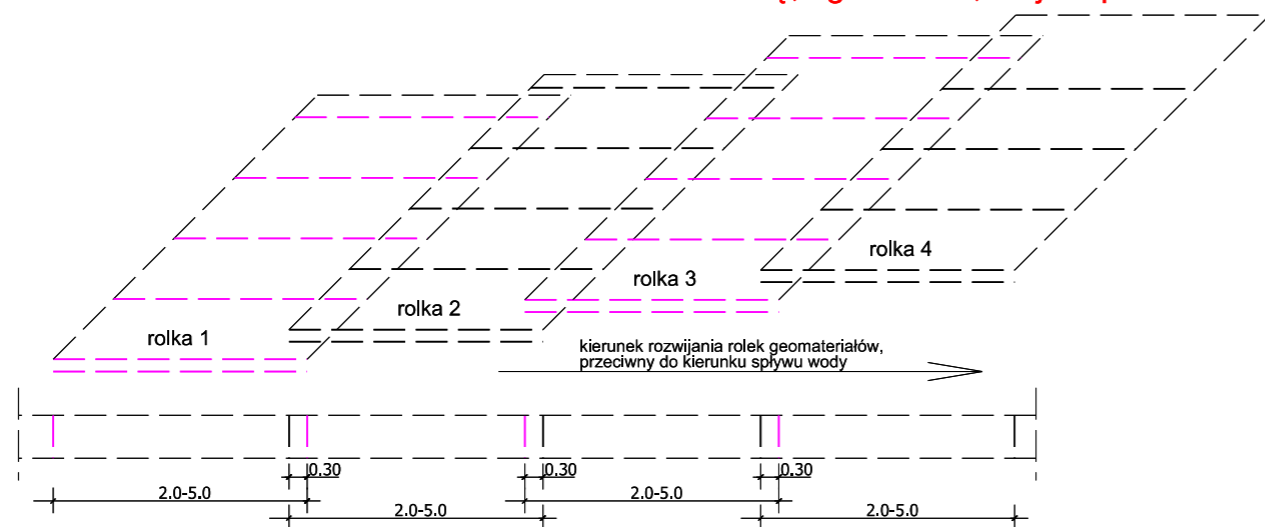 rolka 4
rolka 3
rolka 2
rolka 1
kierunek rozwijania rolek geomateriałów,
przeciwny do kierunku spływu wody
0.30 0.30 0.30
2.0-5.0 2.0-5.0
2.0-5.0 2.0-5.0